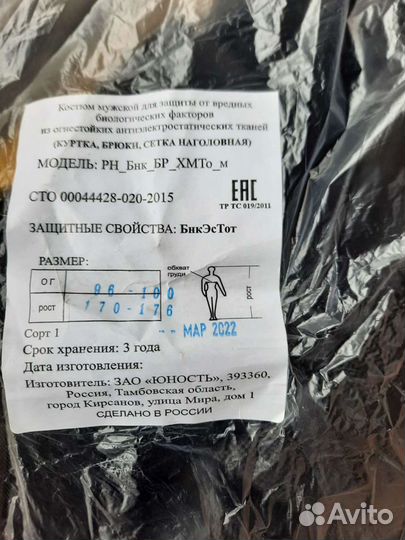 Костюм мужской для защиты от вредных
биологических факторов
из огнестойких антиэлектростатических тканей
(КУРТКА, БРЮКИ, СЕТКА НАГОЛОВНАЯ)
МОДЕЛЬ: РН_Бнк_БР_ХМТо_м
СТО 00044428-020-2015
ЕАС
ТР ТС 019/2011
ЗАЩИТНЫЕ СВОЙСТВА: БнкЭсТот
РАЗМЕР:
обхват
груди
ОГ 96-100
рост 170-176
рост
Сорт 1
-- МАР 2022
Срок хранения: 3 года
Дата изготовления:
Изготовитель: ЗАО «ЮНОСТЬ», 393360,
Россия, Тамбовская область,
город Кирсанов, улица Мира, дом 1
СДЕЛАНО В РОССИИ
Avito